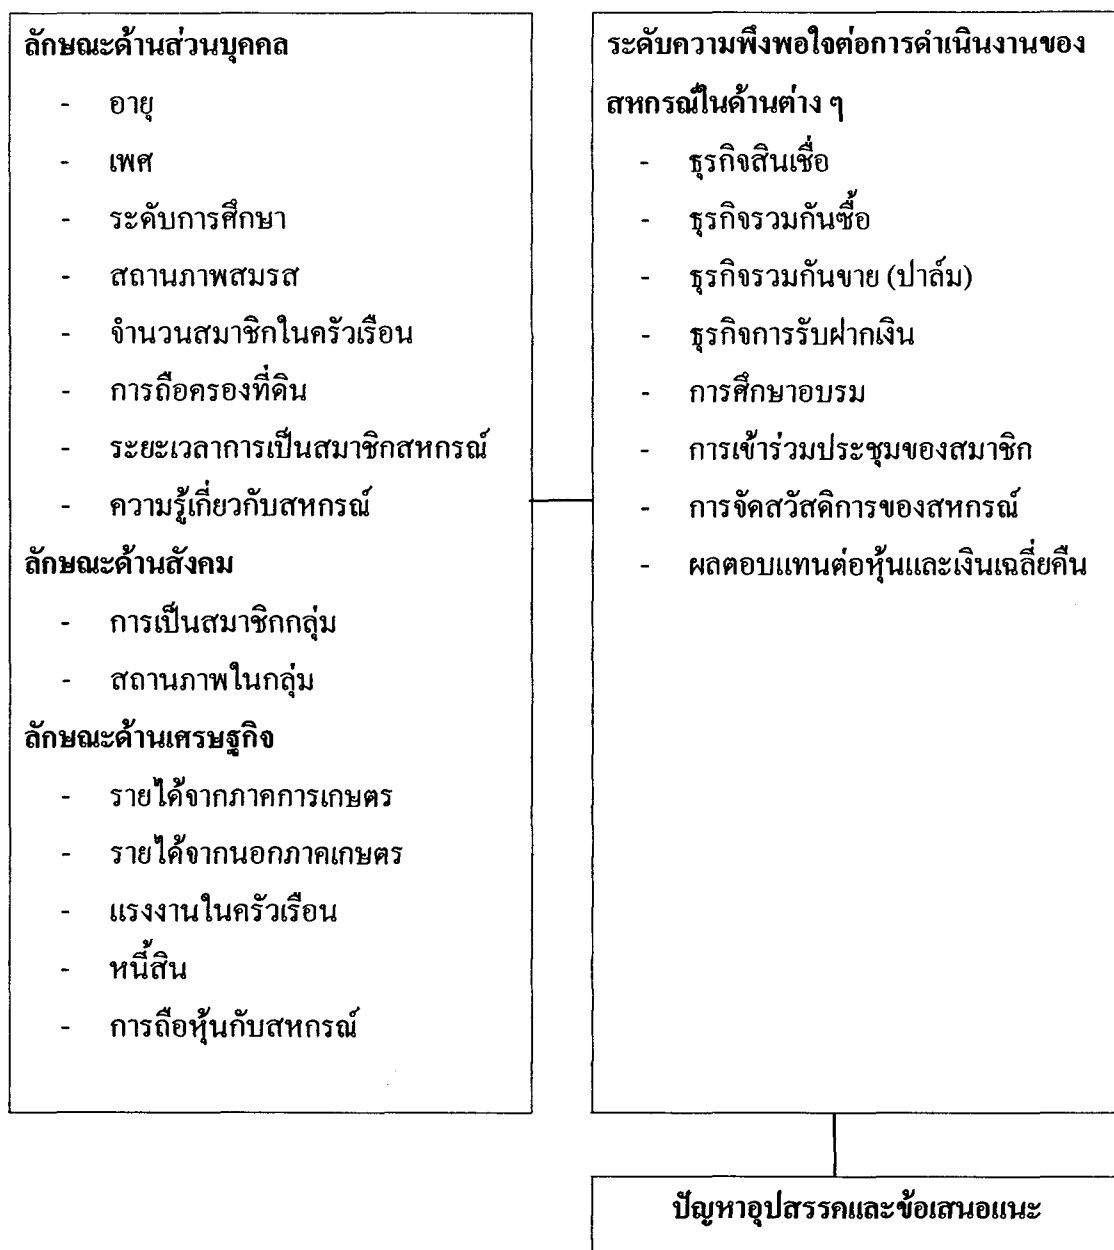 ลักษณะด้านส่วนบุคคล
- อายุ
- เพศ
- ระดับการศึกษา
- สถานภาพสมรส
- จำนวนสมาชิกในครัวเรือน
- การถือครองที่ดิน
- ระยะเวลาการเป็นสมาชิกสหกรณ์
- ความรู้เกี่ยวกับสหกรณ์
ลักษณะด้านสังคม
- การเป็นสมาชิกกลุ่ม
- สถานภาพในกลุ่ม
ลักษณะด้านเศรษฐกิจ
- รายได้จากภาคการเกษตร
- รายได้จากนอกภาคเกษตร
- แรงงานในครัวเรือน
- หนี้สิน
- การถือหุ้นกับสหกรณ์
ระดับความพึงพอใจต่อการดำเนินงานของ
สหกรณ์ในด้านต่าง ๆ
- ธุรกิจสินเชื่อ
- ธุรกิจรวมกันซื้อ
- ธุรกิจรวมกันขาย (ปาล์ม)
- ธุรกิจการรับฝากเงิน
- การศึกษาอบรม
- การเข้าร่วมประชุมของสมาชิก
- การจัดสวัสดิการของสหกรณ์
- ผลตอบแทนต่อหุ้นและเงินเฉลี่ยคืน
ปัญหาอุปสรรคและข้อเสนอแนะ